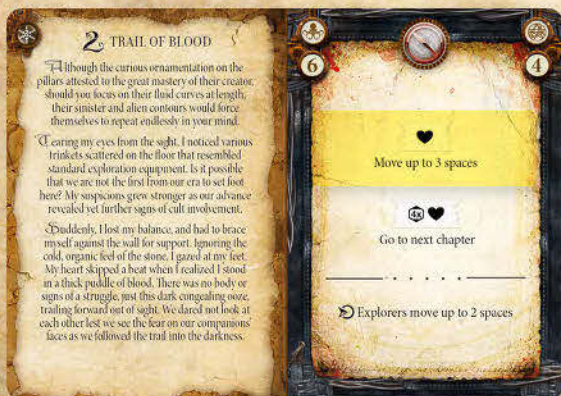 2. TRAIL OF BLOOD
Although the curious ornamentation on the
pillars attested to the great mastery of their creator,
should you focus on their fluid curves at length,
their sinister and alien contours would force
themselves to repeat endlessly in your mind.
Tearing my eyes from the sight, I noticed various
trinkets scattered on the floor that resembled
standard exploration equipment. Is it possible
that we are not the first from our era to set foot
here? My suspicions grew stronger as our advance
revealed yet further signs of cult involvement.
Suddenly, I lost my balance, and had to brace
myself against the wall for support. Ignoring the
cold, organic feel of the stone, I gazed at my feet.
My heart skipped a beat when I realized I stood
in a thick puddle of blood. There was no body or
signs of a struggle, just this dark congealing ooze,
trailing forward out of sight. We dared not look at
each other lest we see the fear on our companions'
faces as we followed the trail into the darkness.
6
4
Move up to 3 spaces
4x
Go to next chapter
Explorers move up to 2 spaces